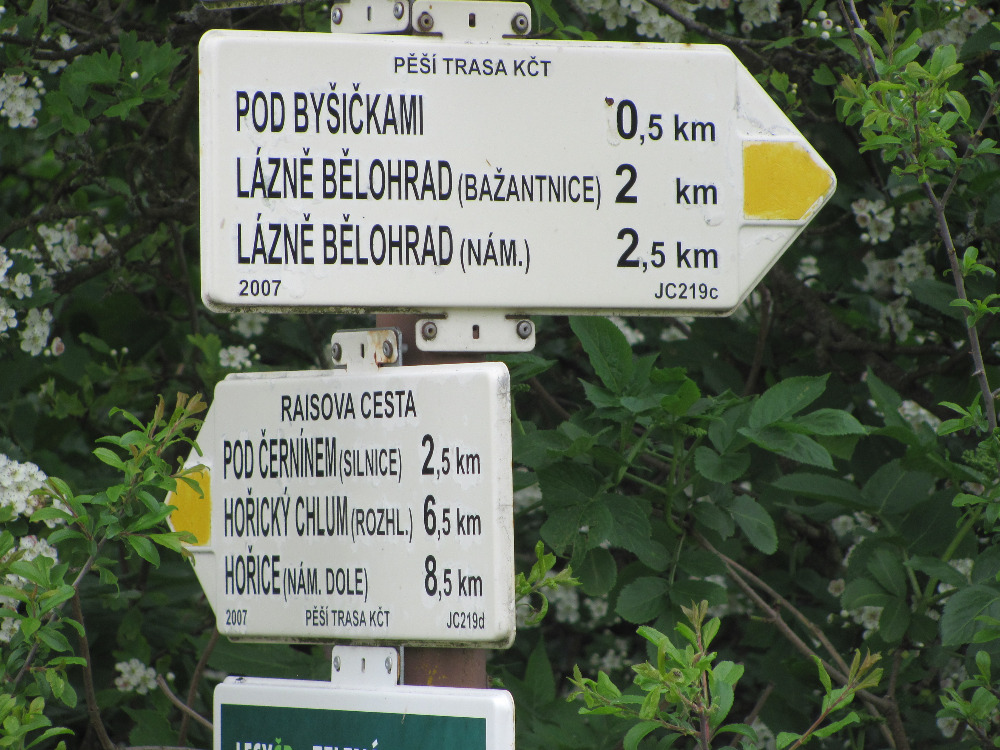 PĚŠÍ TRASA KČT
POD BYŠIČKAMI 0,5 km
LÁZNĚ BĚLOHRAD (BAŽANTNICE) 2 km
LÁZNĚ BĚLOHRAD (NÁM.) 2,5 km
2007 JC219c
RAISOVA CESTA
POD ČERNÍNEM (SILNICE) 2,5 km
HOŘICKÝ CHLUM (ROZHL.) 6,5 km
HOŘICE (NÁM. DOLE) 8,5 km
2007 PĚŠÍ TRASA KČT JC219d